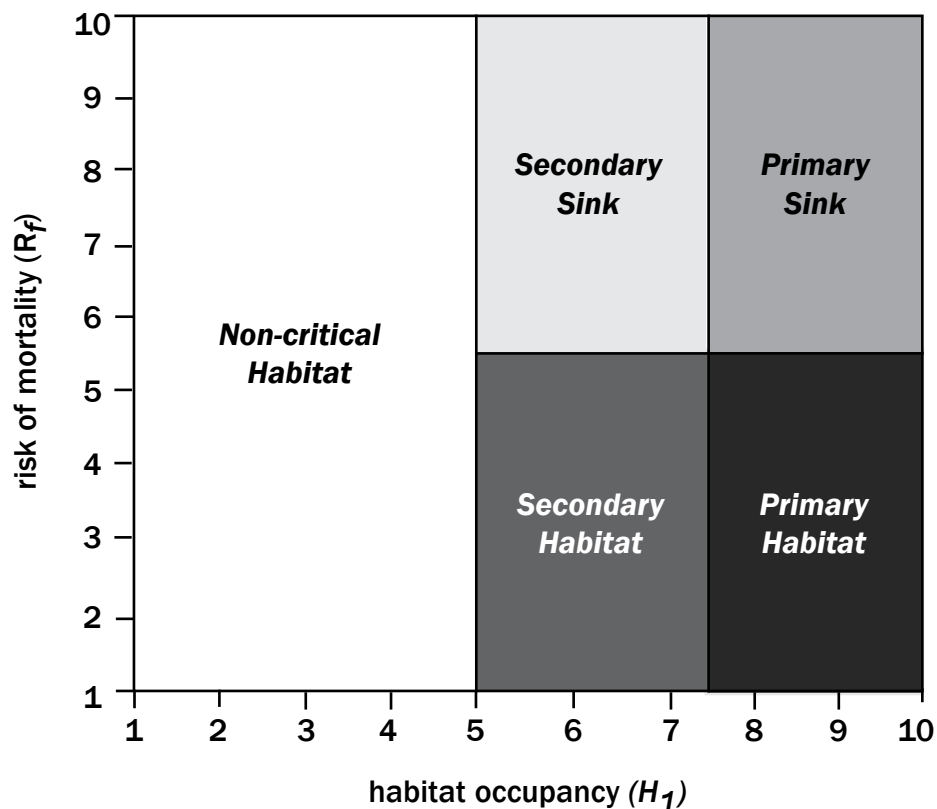 10
9
8
7
6
5
4
3
2
1
risk of mortality (Rf)
Non-critical
Habitat
Secondary
Sink
Primary
Sink
Secondary
Habitat
Primary
Habitat
1 2 3 4 5 6 7 8 9 10
habitat occupancy (H1)